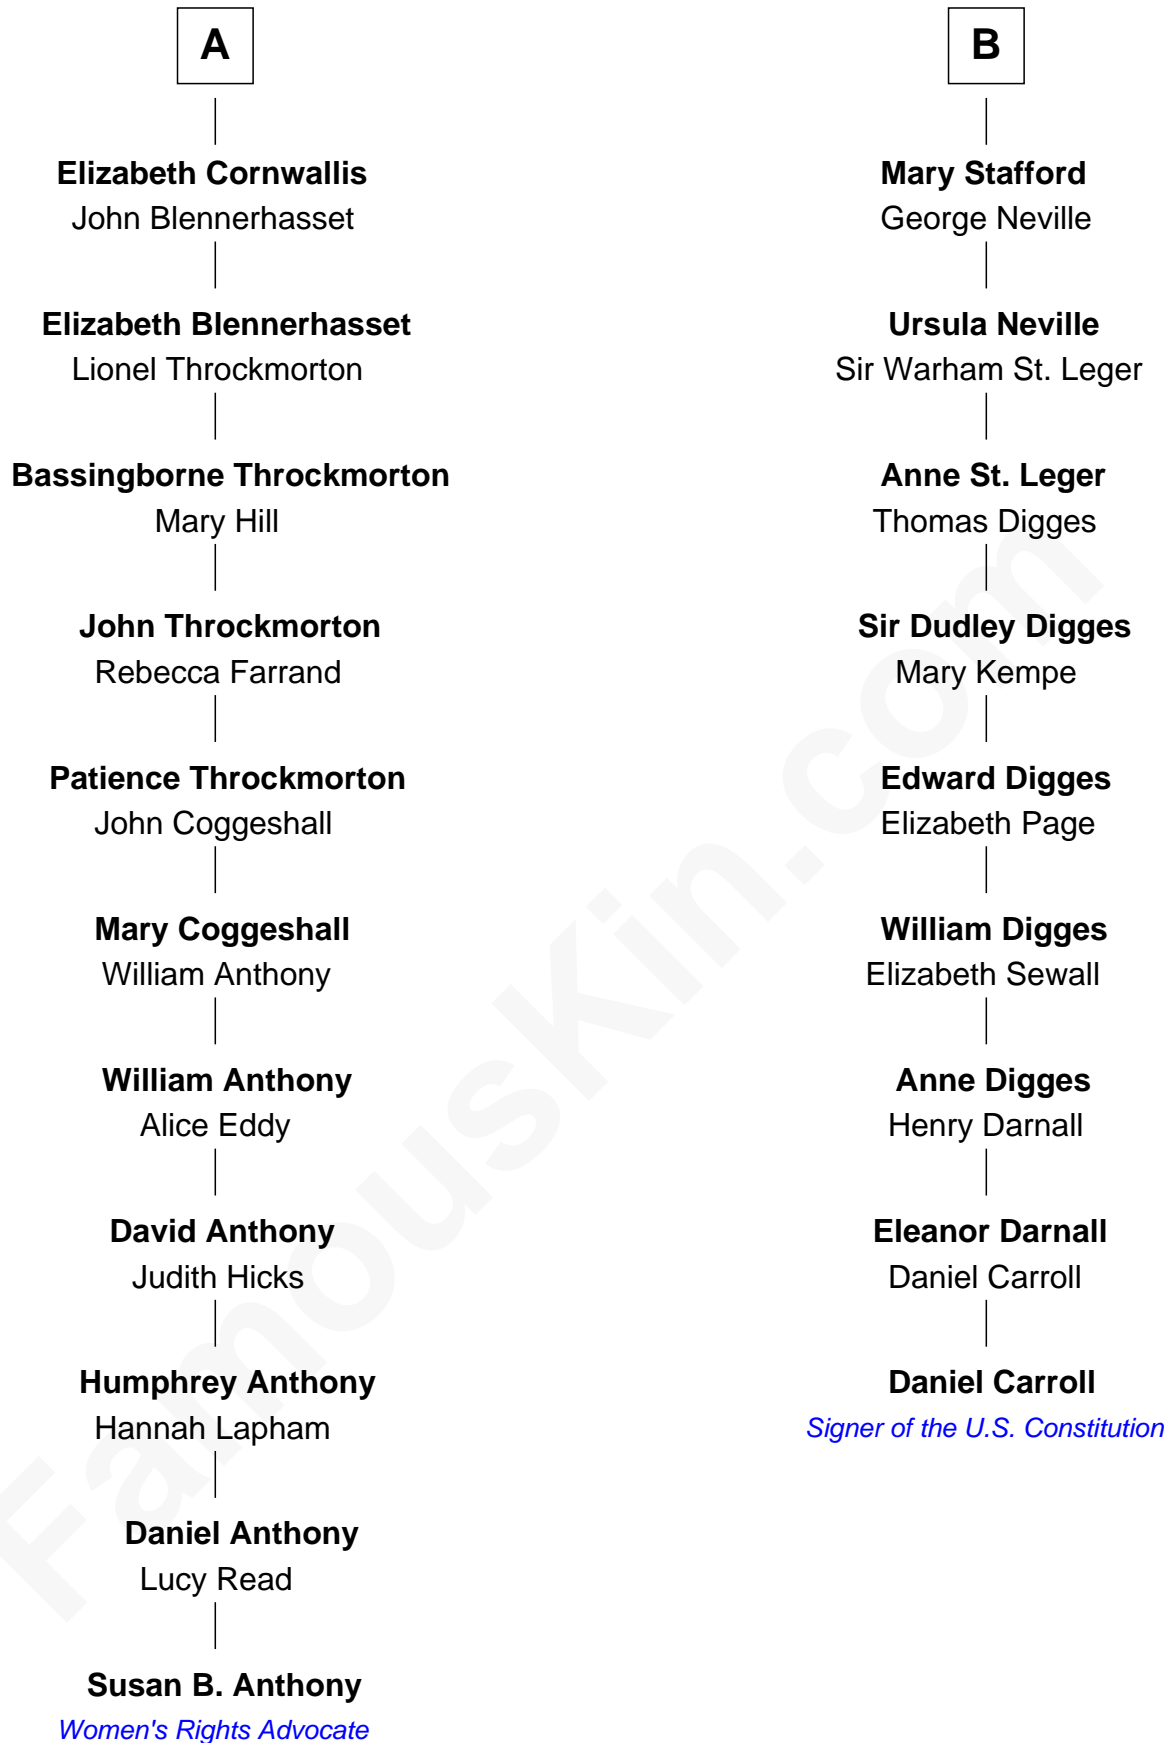 A
Elizabeth Cornwallis
John Blennerhasset
Elizabeth Blennerhasset
Lionel Throckmorton
Bassingborne Throckmorton
Mary Hill
John Throckmorton
Rebecca Farrand
Patience Throckmorton
John Coggeshall
Mary Coggeshall
William Anthony
William Anthony
Alice Eddy
David Anthony
Judith Hicks
Humphrey Anthony
Hannah Lapham
Daniel Anthony
Lucy Read
Susan B. Anthony
Women's Rights Advocate
B
Mary Stafford
George Neville
Ursula Neville
Sir Warham St. Leger
Anne St. Leger
Thomas Digges
Sir Dudley Digges
Mary Kempe
Edward Digges
Elizabeth Page
William Digges
Elizabeth Sewall
Anne Digges
Henry Darnall
Eleanor Darnall
Daniel Carroll
Daniel Carroll
Signer of the U.S. Constitution
FamousKin.com